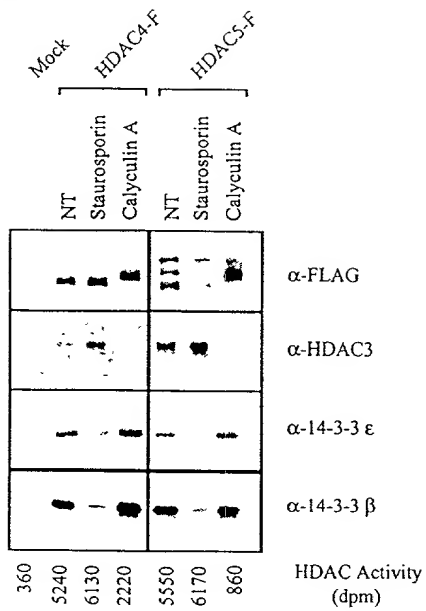 Mock
HDAC4-F
HDAC5-F
NT
Staurosporin
Calyculin A
NT
Staurosporin
Calyculin A
α-FLAG
α-HDAC3
α-14-3-3 ε
α-14-3-3 β
360
5240
6130
2220
5550
6170
860
HDAC Activity
(dpm)